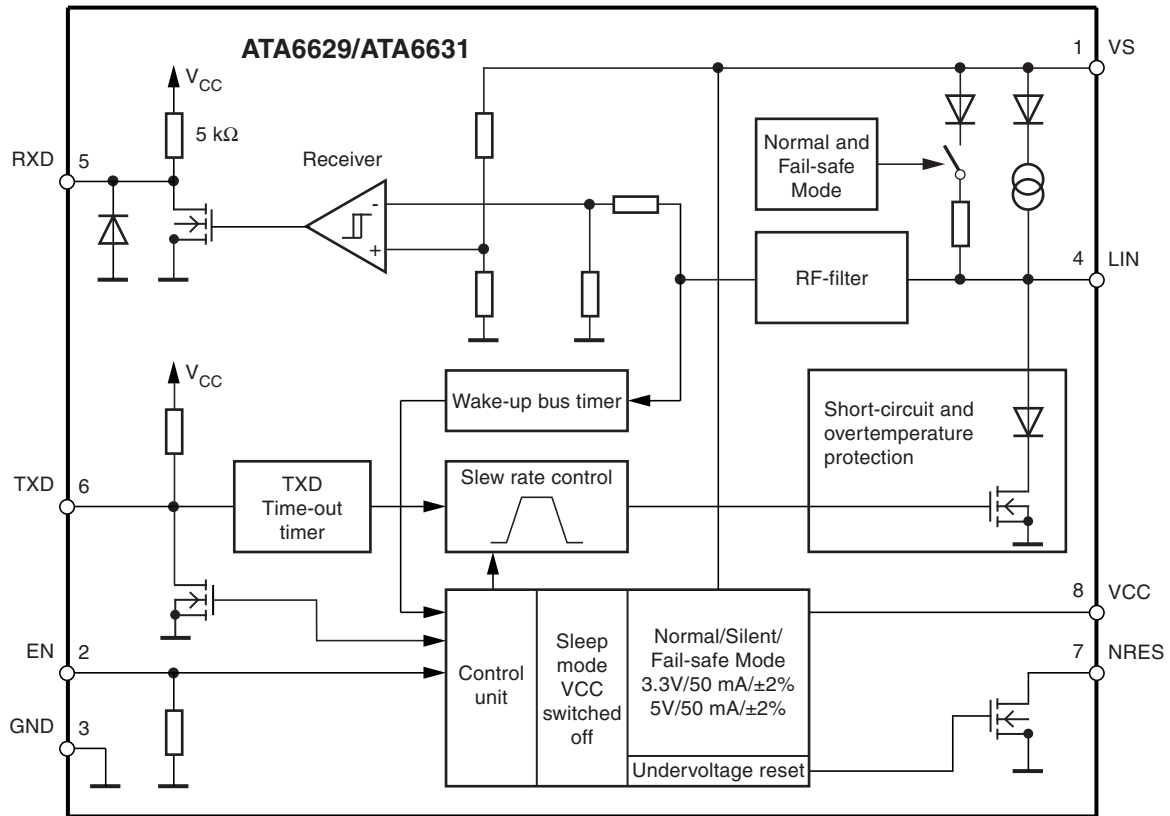 ATA6629/ATA6631
1 VS
VCC
5 kΩ
RXD 5
Receiver
-
+
Normal and
Fail-safe
Mode
4 LIN
RF-filter
VCC
Wake-up bus timer
Short-circuit and
overtemperature
protection
TXD 6
TXD
Time-out
timer
Slew rate control
8 VCC
7 NRES
EN 2
GND 3
Control
unit
Sleep
mode
VCC
switched
off
Normal/Silent/
Fail-safe Mode
3.3V/50 mA/±2%
5V/50 mA/±2%
Undervoltage reset